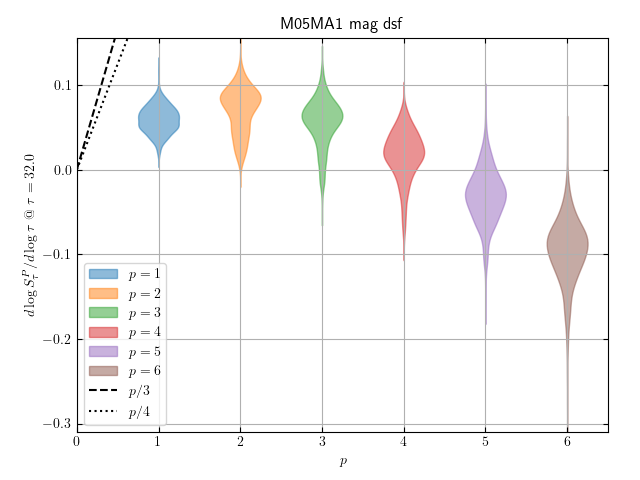 M05MA1 mag dsf
d log S_τ^P / d log τ @ τ = 32.0
0.1
0.0
−0.1
−0.2
−0.3
p = 1
p = 2
p = 3
p = 4
p = 5
p = 6
p/3
p/4
0 1 2 3 4 5 6
p